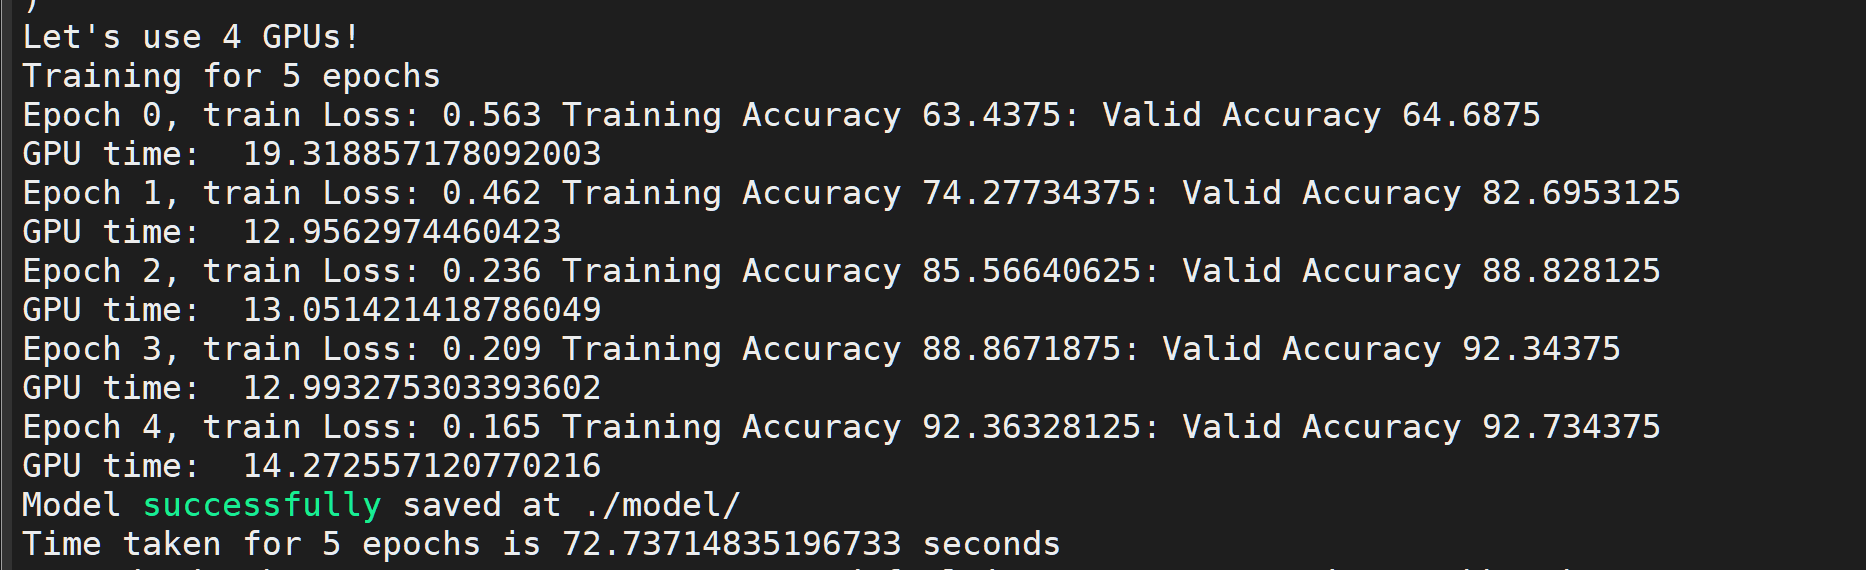 )
Let's use 4 GPUs!
Training for 5 epochs
Epoch 0, train Loss: 0.563 Training Accuracy 63.4375: Valid Accuracy 64.6875
GPU time:  19.318857178092003
Epoch 1, train Loss: 0.462 Training Accuracy 74.27734375: Valid Accuracy 82.6953125
GPU time:  12.9562974460423
Epoch 2, train Loss: 0.236 Training Accuracy 85.56640625: Valid Accuracy 88.828125
GPU time:  13.051421418786049
Epoch 3, train Loss: 0.209 Training Accuracy 88.8671875: Valid Accuracy 92.34375
GPU time:  12.993275303393602
Epoch 4, train Loss: 0.165 Training Accuracy 92.36328125: Valid Accuracy 92.734375
GPU time:  14.272557120770216
Model successfully saved at ./model/
Time taken for 5 epochs is 72.73714835196733 seconds